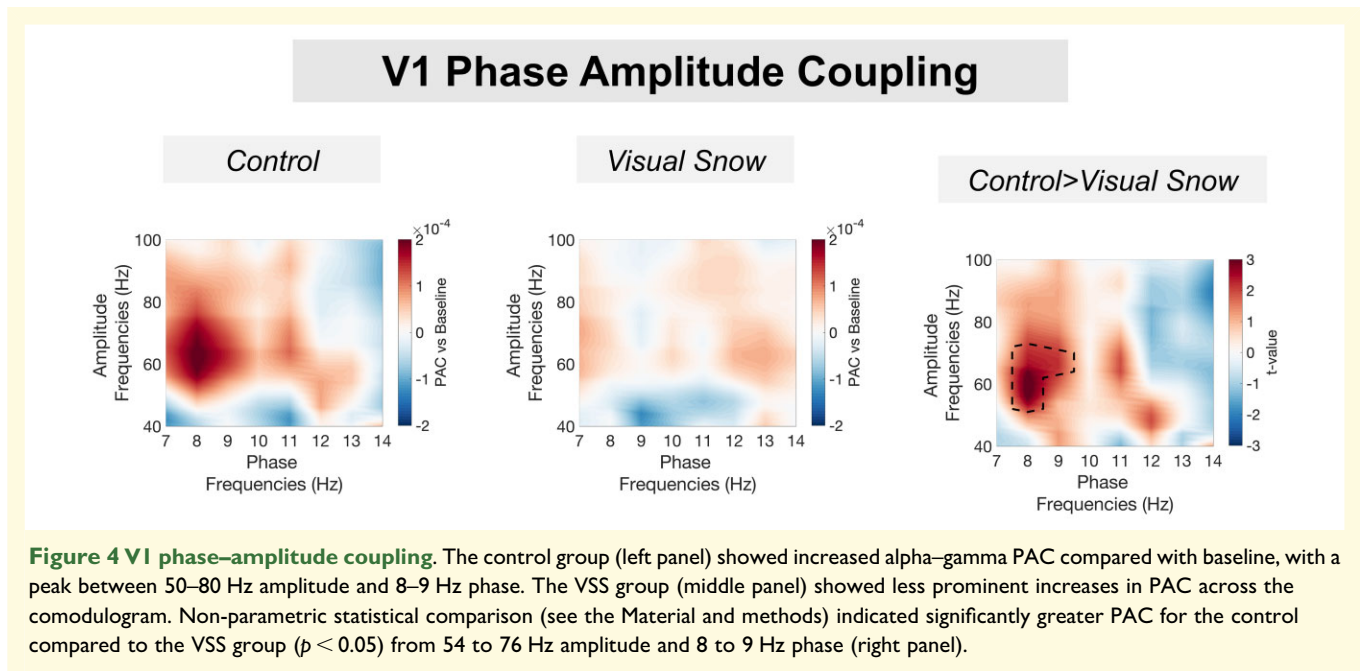 V1 Phase Amplitude Coupling
Control
Visual Snow
Control>Visual Snow
×10⁻⁴
100
80
60
40
Amplitude
Frequencies (Hz)
7 8 9 10 11 12 13 14
Phase
Frequencies (Hz)
2
1
0
-1
-2
PAC vs Baseline
×10⁻⁴
100
80
60
40
Amplitude
Frequencies (Hz)
7 8 9 10 11 12 13 14
Phase
Frequencies (Hz)
2
1
0
-1
-2
PAC vs Baseline
100
80
60
40
Amplitude
Frequencies (Hz)
7 8 9 10 11 12 13 14
Phase
Frequencies (Hz)
3
2
1
0
-1
-2
-3
t-value
Figure 4 V1 phase–amplitude coupling. The control group (left panel) showed increased alpha–gamma PAC compared with baseline, with a
peak between 50–80 Hz amplitude and 8–9 Hz phase. The VSS group (middle panel) showed less prominent increases in PAC across the
comodulogram. Non-parametric statistical comparison (see the Material and methods) indicated significantly greater PAC for the control
compared to the VSS group (p < 0.05) from 54 to 76 Hz amplitude and 8 to 9 Hz phase (right panel).